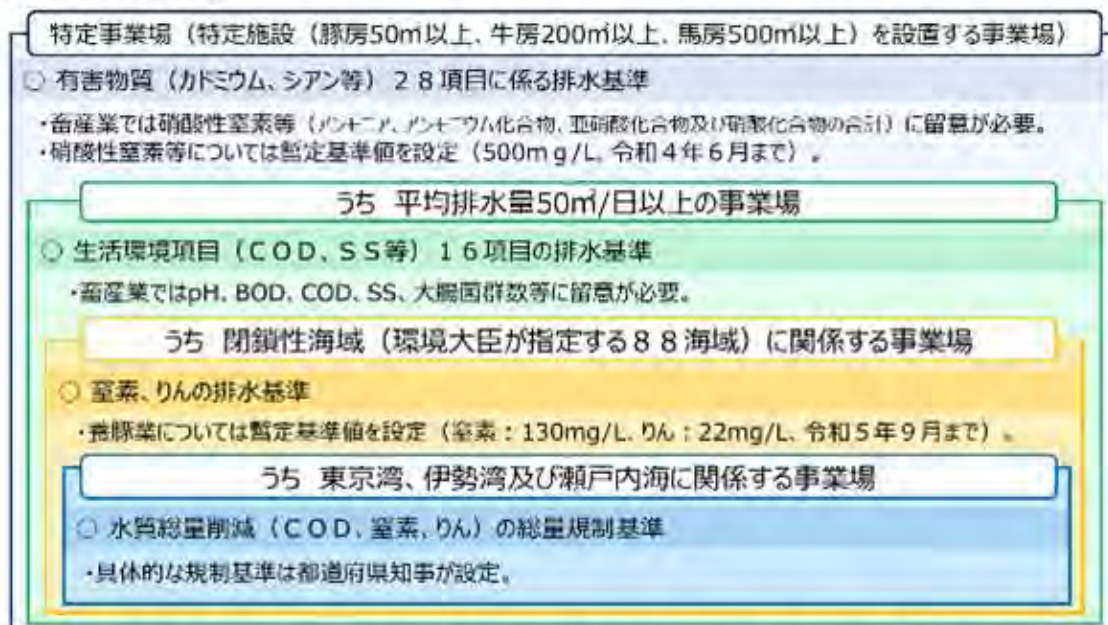 特定事業場（特定施設（豚房50㎡以上、牛房200㎡以上、馬房500㎡以上）を設置する事業場）
○ 有害物質（カドミウム、シアン等）２８項目に係る排水基準
・畜産業では硝酸性窒素等（アンモニア、アンモニウム化合物、亜硝酸化合物及び硝酸化合物の合計）に留意が必要。
・硝酸性窒素等については暫定基準値を設定（500mg/L、令和４年６月まで）。
うち 平均排水量50㎥/日以上の事業場
○ 生活環境項目（ＣＯＤ、ＳＳ等）１６項目の排水基準
・畜産業ではpH、BOD、COD、SS、大腸菌群数等に留意が必要。
うち 閉鎖性海域（環境大臣が指定する８８海域）に関係する事業場
○ 窒素、りんの排水基準
・養豚業については暫定基準値を設定（窒素：130mg/L、りん：22mg/L、令和５年９月まで）。
うち 東京湾、伊勢湾及び瀬戸内海に関係する事業場
○ 水質総量削減（ＣＯＤ、窒素、りん）の総量規制基準
・具体的な規制基準は都道府県知事が設定。